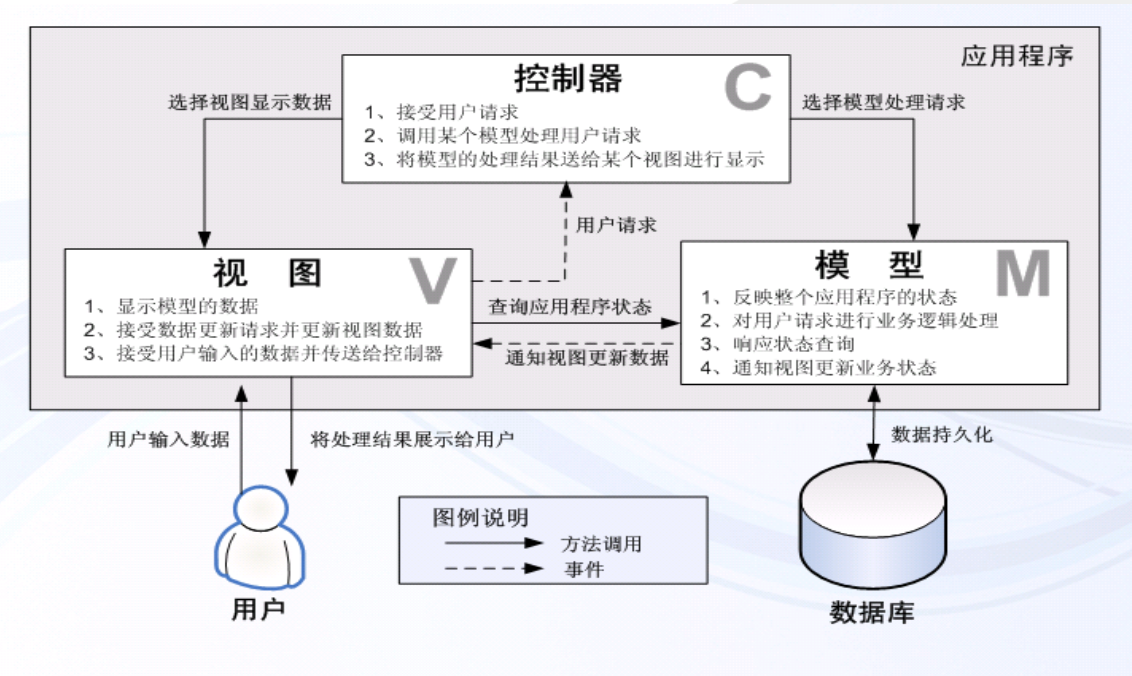 应用程序
控制器
C
1、接受用户请求
2、调用某个模型处理用户请求
3、将模型的处理结果送给某个视图进行显示
选择视图显示数据
选择模型处理请求
用户请求
视 图
V
1、显示模型的数据
2、接受数据更新请求并更新视图数据
3、接受用户输入的数据并传送给控制器
查询应用程序状态
通知视图更新数据
模 型
M
1、反映整个应用程序的状态
2、对用户请求进行业务逻辑处理
3、响应状态查询
4、通知视图更新业务状态
用户输入数据
将处理结果展示给用户
数据持久化
图例说明
方法调用
事件
用户
数据库